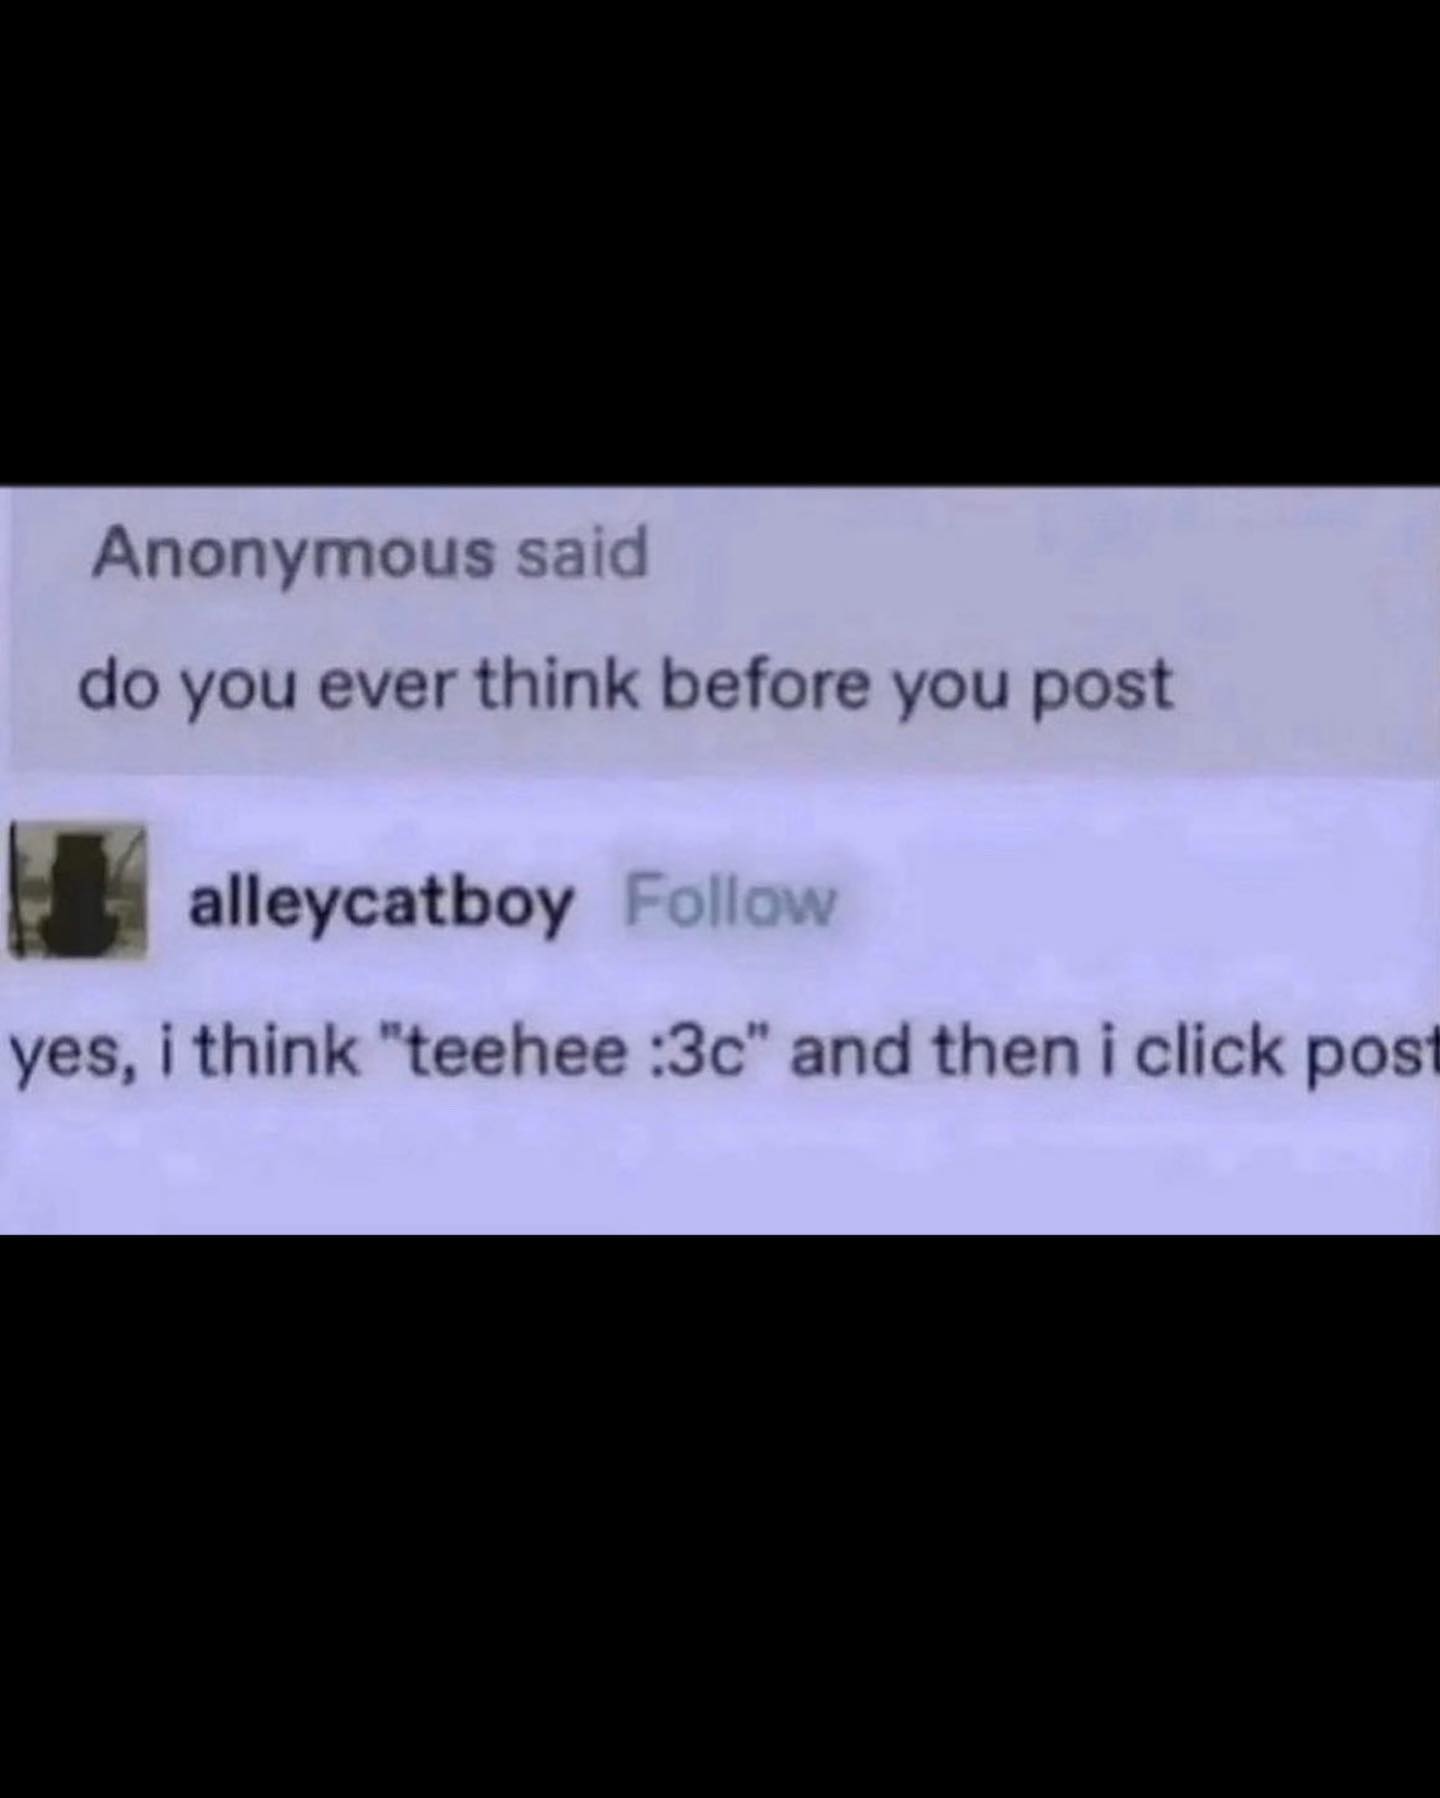 Anonymous said
do you ever think before you post
alleycatboy Follow
yes, i think "teehee :3c" and then i click post